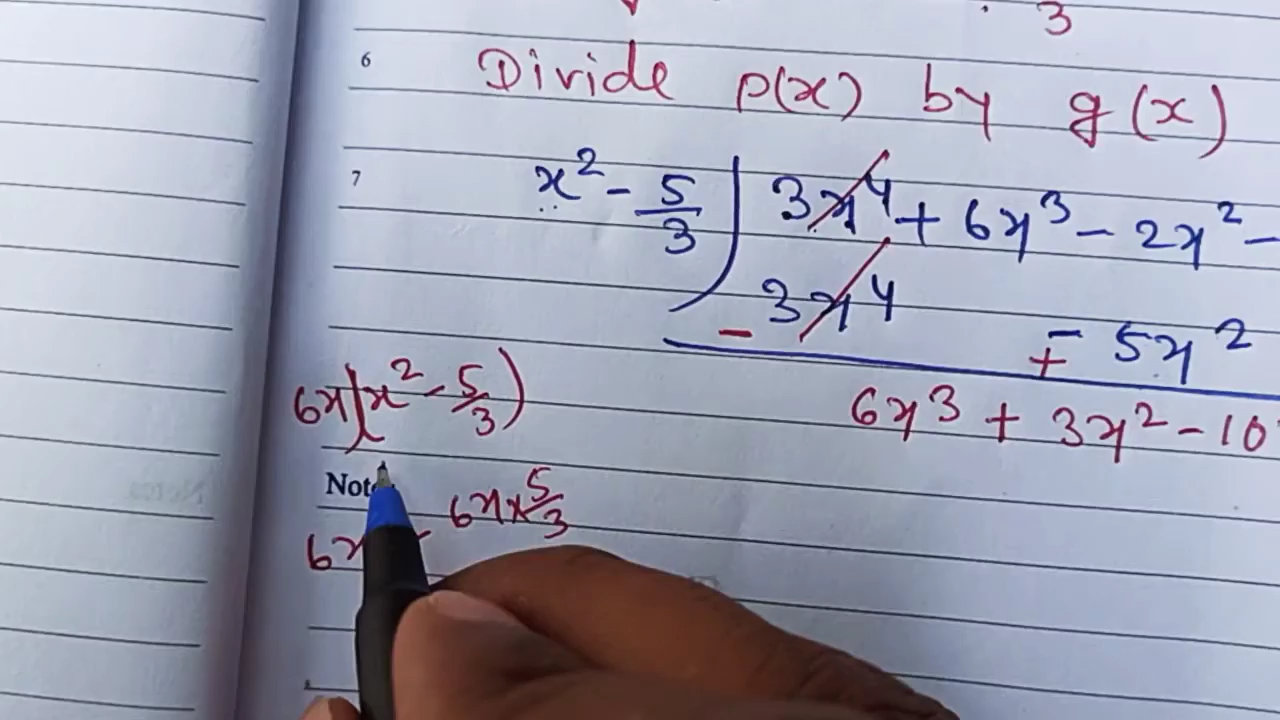 3
6 Divide p(x) by g(x)
7 x² - 5/3 ) 3x⁴ + 6x³ - 2x² -
- 3x⁴ + - 5x²
6x(x² - 5/3) 6x³ + 3x² - 10
6x - 6x × 5/3